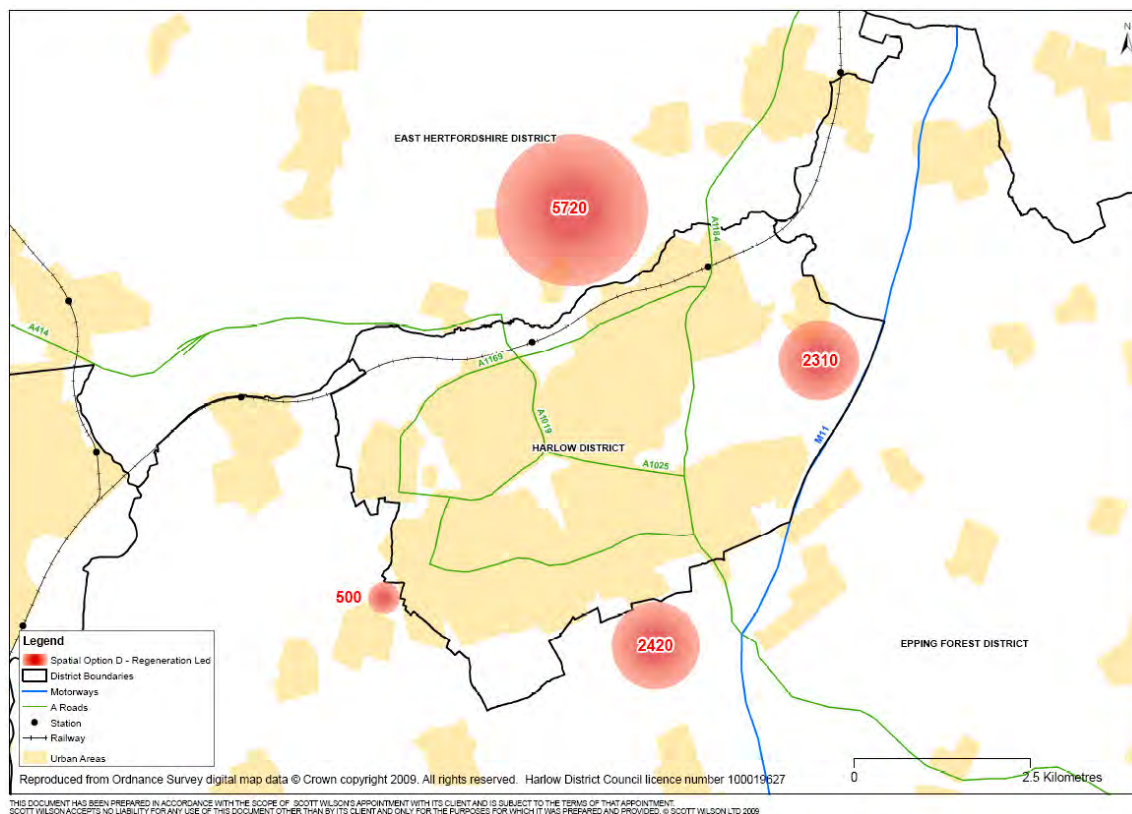 N
EAST HERTFORDSHIRE DISTRICT
5720
A1184
A414
2310
A1169
A1019
M11
HARLOW DISTRICT
A1025
500
2420
EPPING FOREST DISTRICT
Legend
Spatial Option D - Regeneration Led
District Boundaries
Motorways
A Roads
Station
Railway
Urban Areas
0 2.5 Kilometres
Reproduced from Ordnance Survey digital map data © Crown copyright 2009. All rights reserved. Harlow District Council licence number 100019627
THIS DOCUMENT HAS BEEN PREPARED IN ACCORDANCE WITH THE SCOPE OF SCOTT WILSON'S APPOINTMENT WITH ITS CLIENT AND IS SUBJECT TO THE TERMS OF THAT APPOINTMENT.
SCOTT WILSON ACCEPTS NO LIABILITY FOR ANY USE OF THIS DOCUMENT OTHER THAN BY ITS CLIENT AND ONLY FOR THE PURPOSES FOR WHICH IT WAS PREPARED AND PROVIDED. © SCOTT WILSON LTD 2009